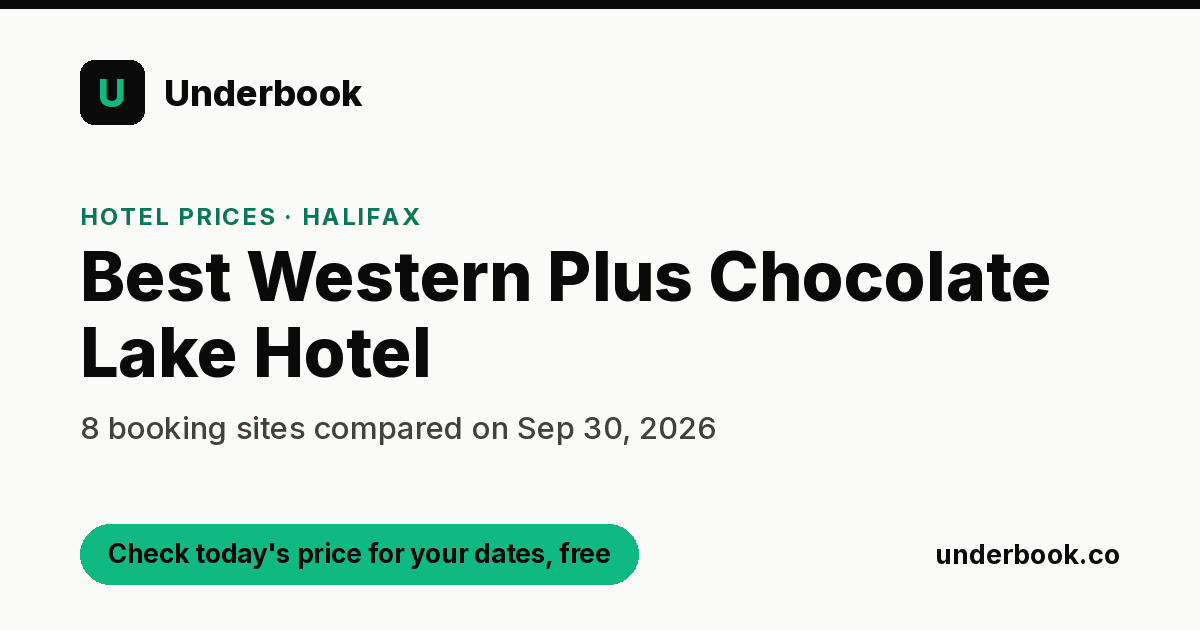 U Underbook
HOTEL PRICES · HALIFAX
Best Western Plus Chocolate
Lake Hotel
8 booking sites compared on Sep 30, 2026
Check today's price for your dates, free
underbook.co